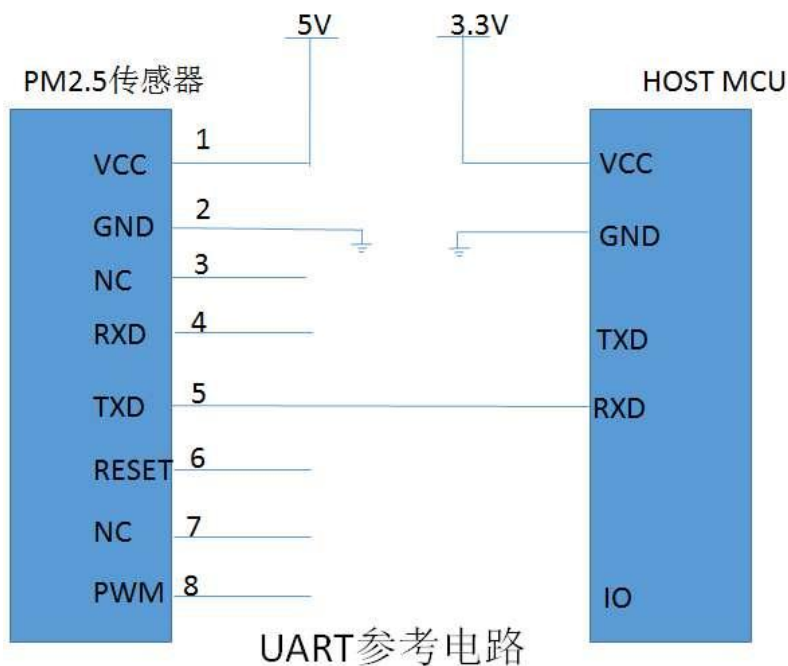 5V 3.3V
PM2.5传感器 HOST MCU
1
VCC VCC
2
GND GND
3
NC
4
RXD TXD
5
TXD RXD
6
RESET
7
NC
8
PWM IO
UART参考电路